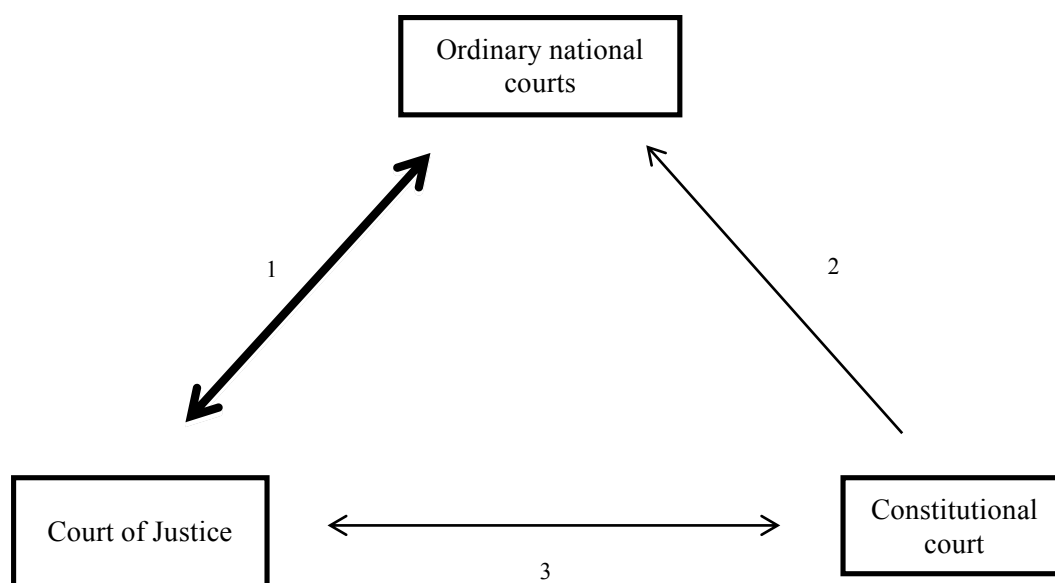 Ordinary national
courts
1
2
Court of Justice
Constitutional
court
3